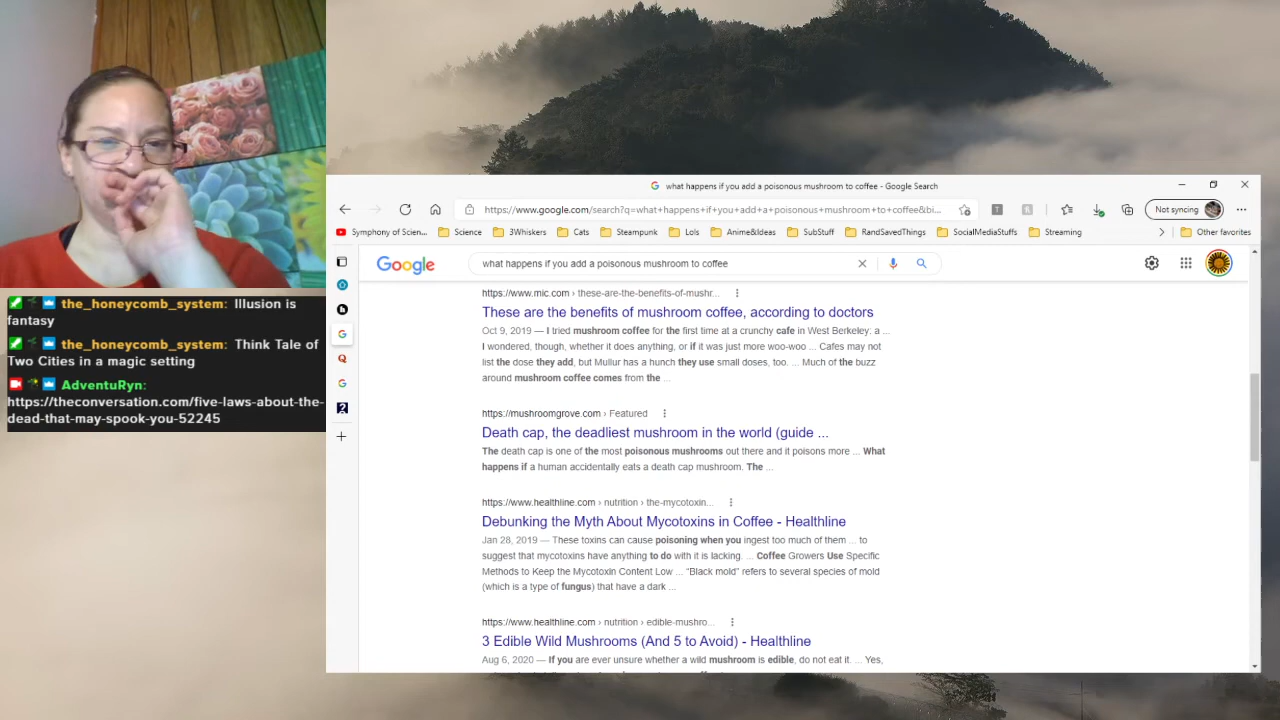 the_honeycomb_system: Illusion is
fantasy
the_honeycomb_system: Think Tale of
Two Cities in a magic setting
AdventuRyn:
https://theconversation.com/five-laws-about-the-
dead-that-may-spook-you-52245
what happens if you add a poisonous mushroom to coffee - Google Search
https://www.google.com/search?q=what+happens+if+you+add+a+poisonous+mushroom+to+coffee&bi...
Not syncing
Symphony of Scien...
Science
3Whiskers
Cats
Steampunk
Lols
Anime&Ideas
SubStuff
RandSavedThings
SocialMediaStuffs
Streaming
Other favorites
Google
what happens if you add a poisonous mushroom to coffee
https://www.mic.com › these-are-the-benefits-of-mushr...
These are the benefits of mushroom coffee, according to doctors
Oct 9, 2019 — I tried mushroom coffee for the first time at a crunchy cafe in West Berkeley: a ...
I wondered, though, whether it does anything, or if it was just more woo-woo ... Cafes may not
list the dose they add, but Mullur has a hunch they use small doses, too. ... Much of the buzz
around mushroom coffee comes from the ...
https://mushroomgrove.com › Featured
Death cap, the deadliest mushroom in the world (guide ...
The death cap is one of the most poisonous mushrooms out there and it poisons more ... What
happens if a human accidentally eats a death cap mushroom. The ...
https://www.healthline.com › nutrition › the-mycotoxin...
Debunking the Myth About Mycotoxins in Coffee - Healthline
Jan 28, 2019 — These toxins can cause poisoning when you ingest too much of them ... to
suggest that mycotoxins have anything to do with it is lacking. ... Coffee Growers Use Specific
Methods to Keep the Mycotoxin Content Low ... "Black mold" refers to several species of mold
(which is a type of fungus) that have a dark ...
https://www.healthline.com › nutrition › edible-mushro...
3 Edible Wild Mushrooms (And 5 to Avoid) - Healthline
Aug 6, 2020 — If you are ever unsure whether a wild mushroom is edible, do not eat it. ... Yes,